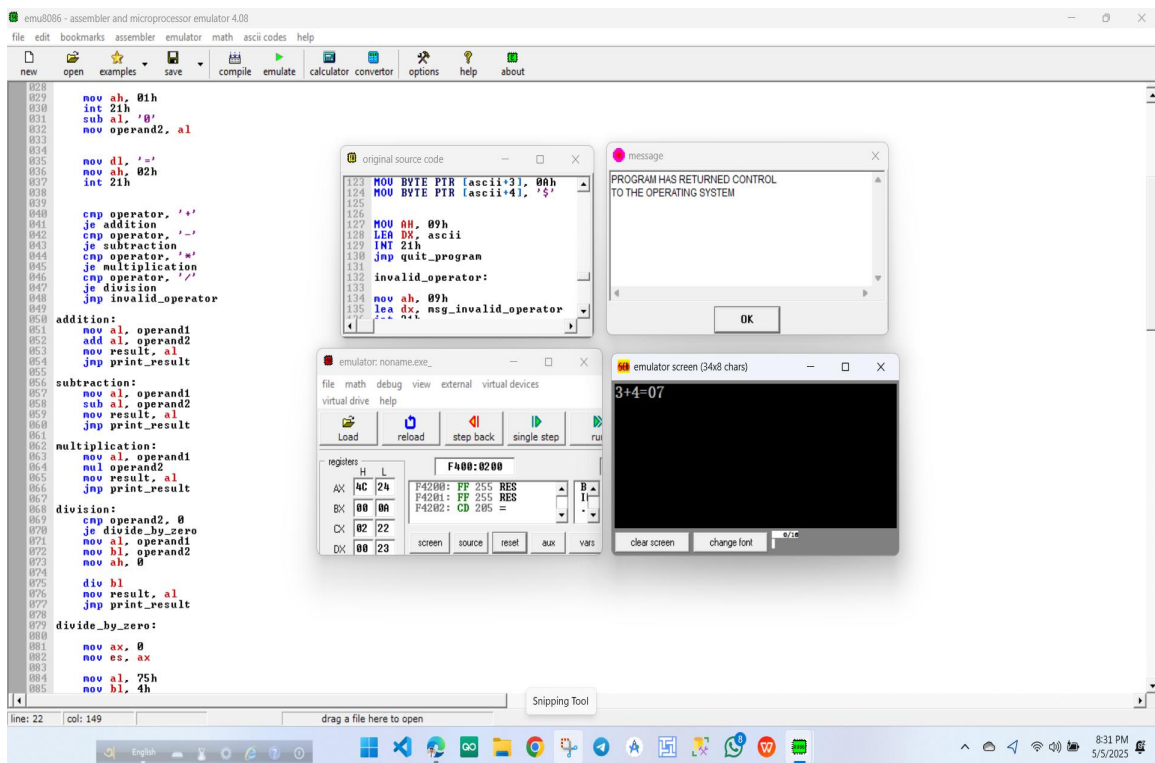 emu8086 - assembler and microprocessor emulator 4.08
file edit bookmarks assembler emulator math ascii codes help
new open examples save compile emulate calculator convertor options help about
028
029 mov ah, 01h
030 int 21h
031 sub al, '0'
032 mov operand2, al
033
034
035 mov dl, '='
036 mov ah, 02h
037 int 21h
038
039
040 cmp operator, '+'
041 je addition
042 cmp operator, '-'
043 je subtraction
044 cmp operator, '*'
045 je multiplication
046 cmp operator, '/'
047 je division
048 jmp invalid_operator
049
050 addition:
051 mov al, operand1
052 add al, operand2
053 mov result, al
054 jmp print_result
055
056 subtraction:
057 mov al, operand1
058 sub al, operand2
059 mov result, al
060 jmp print_result
061
062 multiplication:
063 mov al, operand1
064 mul operand2
065 mov result, al
066 jmp print_result
067
068 division:
069 cmp operand2, 0
070 je divide_by_zero
071 mov al, operand1
072 mov bl, operand2
073 mov ah, 0
074
075 div bl
076 mov result, al
077 jmp print_result
078
079 divide_by_zero:
080
081 mov ax, 0
082 mov es, ax
083
084 mov al, 75h
085 mov bl, 4h
original source code
123 MOV BYTE PTR [ascii+3], 0Ah
124 MOV BYTE PTR [ascii+4], '$'
125
126
127 MOV AH, 09h
128 LEA DX, ascii
129 INT 21h
130 jmp quit_program
131
132 invalid_operator:
133
134 mov ah, 09h
135 lea dx, msg_invalid_operator
message
PROGRAM HAS RETURNED CONTROL
TO THE OPERATING SYSTEM
OK
emulator: noname.exe_
file math debug view external virtual devices
virtual drive help
Load reload step back single step ru
registers H L
F400:0200
AX 4C 24
BX 00 0A
CX 02 22
DX 00 23
F4200: FF 255 RES
F4201: FF 255 RES
F4202: CD 205 =
screen source reset aux vars
emulator screen (34x8 chars)
3+4=07
clear screen change font 0/16
Snipping Tool
line: 22 col: 149 drag a file here to open
English
8:31 PM
5/5/2025